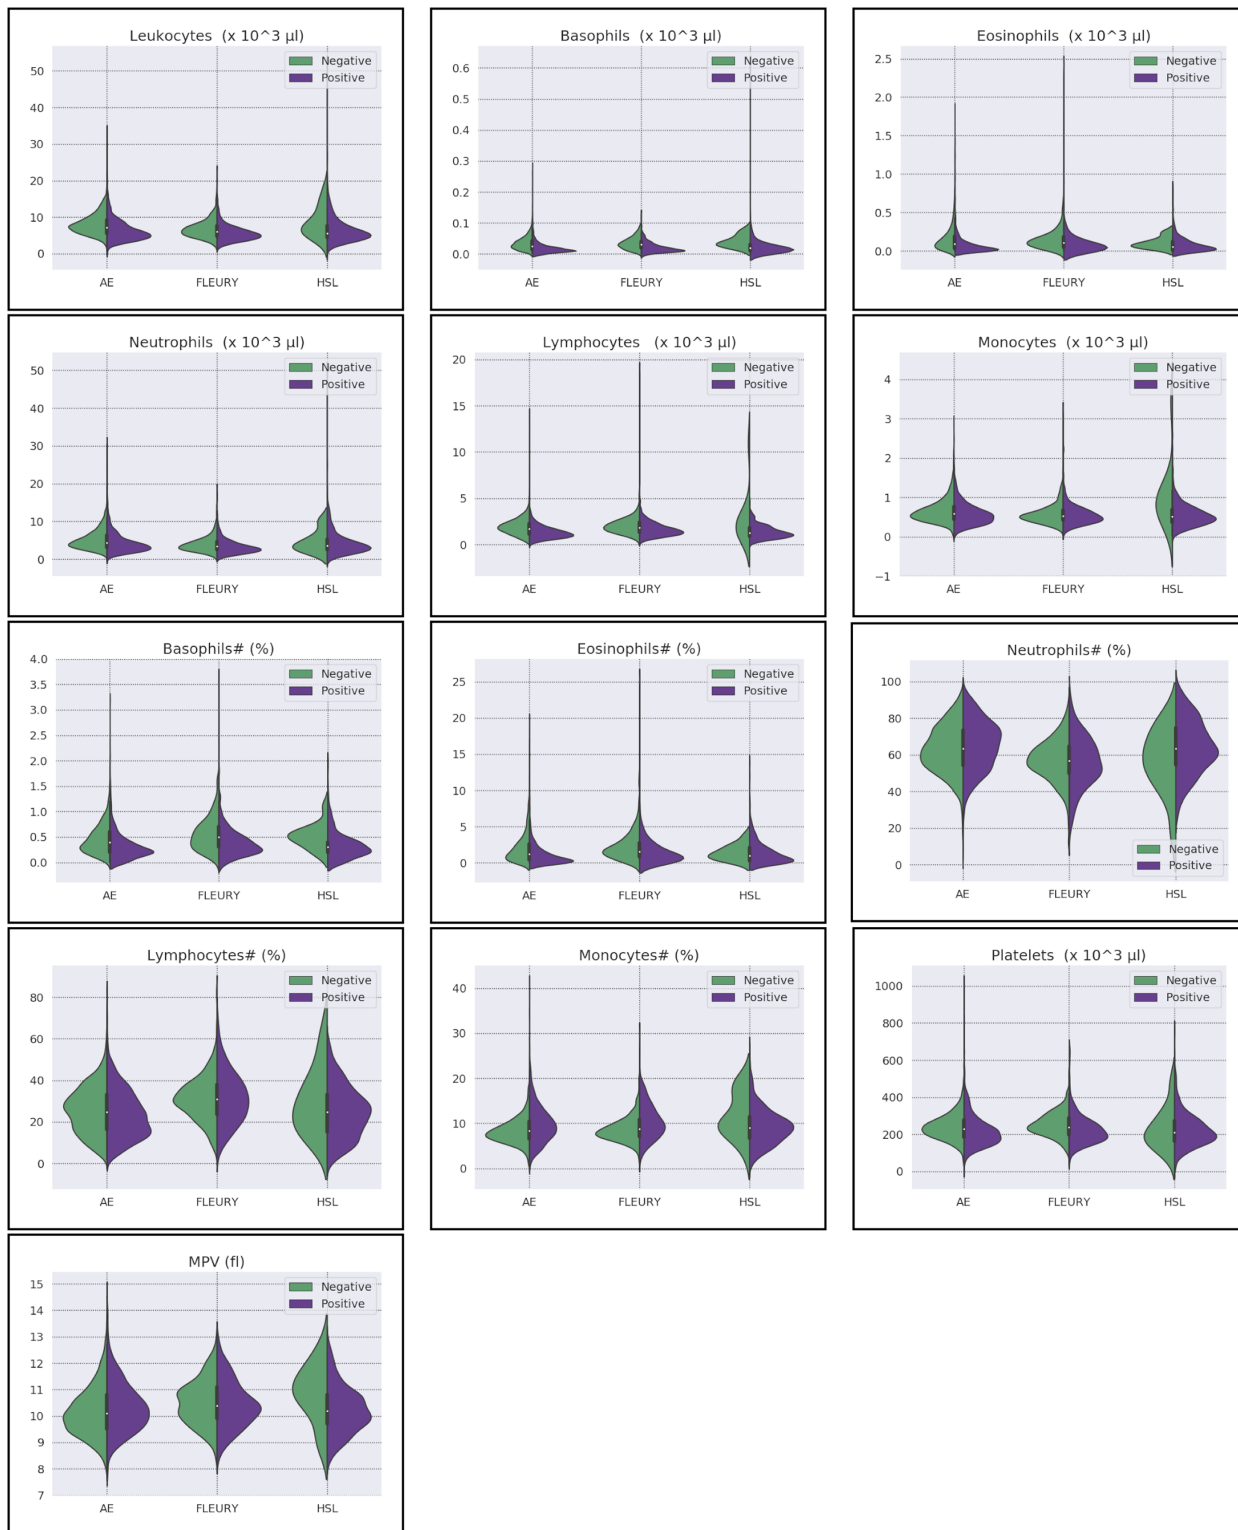 Leukocytes (x 10^3 µl)
Negative
Positive
50
40
30
20
10
0
AE FLEURY HSL
Basophils (x 10^3 µl)
Negative
Positive
0.6
0.5
0.4
0.3
0.2
0.1
0.0
AE FLEURY HSL
Eosinophils (x 10^3 µl)
Negative
Positive
2.5
2.0
1.5
1.0
0.5
0.0
AE FLEURY HSL
Neutrophils (x 10^3 µl)
Negative
Positive
50
40
30
20
10
0
AE FLEURY HSL
Lymphocytes (x 10^3 µl)
Negative
Positive
20
15
10
5
0
AE FLEURY HSL
Monocytes (x 10^3 µl)
Negative
Positive
4
3
2
1
0
−1
AE FLEURY HSL
Basophils# (%)
Negative
Positive
4.0
3.5
3.0
2.5
2.0
1.5
1.0
0.5
0.0
AE FLEURY HSL
Eosinophils# (%)
Negative
Positive
25
20
15
10
5
0
AE FLEURY HSL
Neutrophils# (%)
100
80
60
40
20
0
Negative
Positive
AE FLEURY HSL
Lymphocytes# (%)
Negative
Positive
80
60
40
20
0
AE FLEURY HSL
Monocytes# (%)
Negative
Positive
40
30
20
10
0
AE FLEURY HSL
Platelets (x 10^3 µl)
Negative
Positive
1000
800
600
400
200
0
AE FLEURY HSL
MPV (fl)
Negative
Positive
15
14
13
12
11
10
9
8
7
AE FLEURY HSL